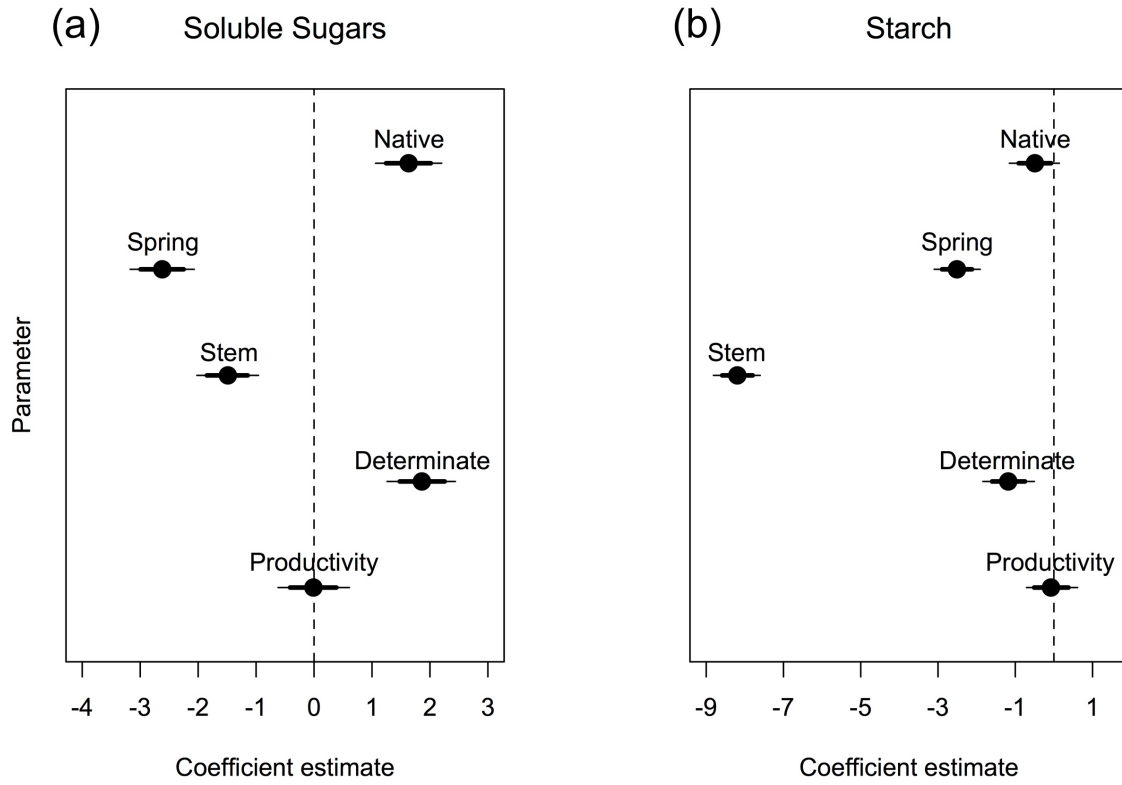 (a) Soluble Sugars
Native
Spring
Stem
Determinate
Productivity
Parameter
-4 -3 -2 -1 0 1 2 3
Coefficient estimate
(b) Starch
Native
Spring
Stem
Determinate
Productivity
-9 -7 -5 -3 -1 1
Coefficient estimate